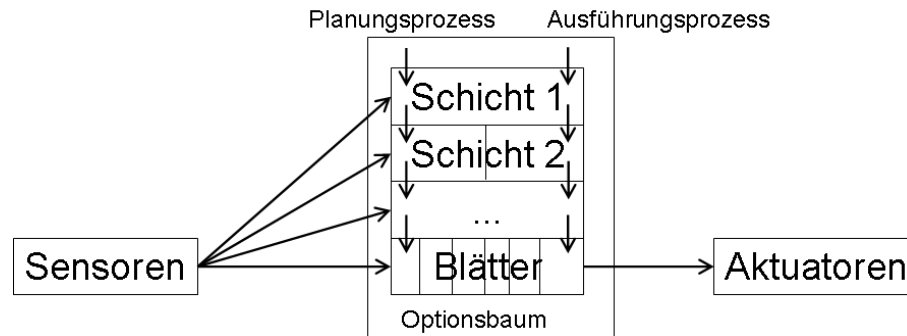 Planungsprozess Ausführungsprozess
Schicht 1
Schicht 2
...
Sensoren
Blätter
Aktuatoren
Optionsbaum